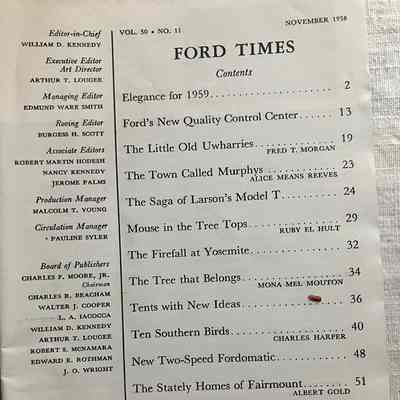 Editor-in-Chief
WILLIAM D. KENNEDY
Executive Editor
Art Director
ARTHUR T. LOUGEE
Managing Editor
EDMUND WARE SMITH
Roving Editor
BURGESS H. SCOTT
Associate Editors
ROBERT MARTIN HODESH
NANCY KENNEDY
JEROME PALMS
Production Manager
MALCOLM T. YOUNG
Circulation Manager
PAULINE SYLER
Board of Publishers
CHARLES F. MOORE, JR.
Chairman
CHARLES R. BEACHAM
WALTER J. COOPER
L. A. IACOCCA
WILLIAM D. KENNEDY
ARTHUR T. LOUGEE
ROBERT S. McNAMARA
EDWARD E. ROTHMAN
J. O. WRIGHT
VOL. 50 • NO. 11
NOVEMBER 1958
FORD TIMES
Contents
Elegance for 1959.................... 2
Ford's New Quality Control Center...... 13
The Little Old Uwharries.............. 19
FRED T. MORGAN
The Town Called Murphys............ 23
ALICE MEANS REEVES
The Saga of Larson's Model T......... 24
Mouse in the Tree Tops............... 29
RUBY EL HULT
The Firefall at Yosemite............... 32
The Tree that Belongs................ 34
MONA MEL MOUTON
Tents with New Ideas................ 36
Ten Southern Birds.................. 40
CHARLES HARPER
New Two-Speed Fordomatic........... 48
The Stately Homes of Fairmount........ 51
ALBERT GOLD